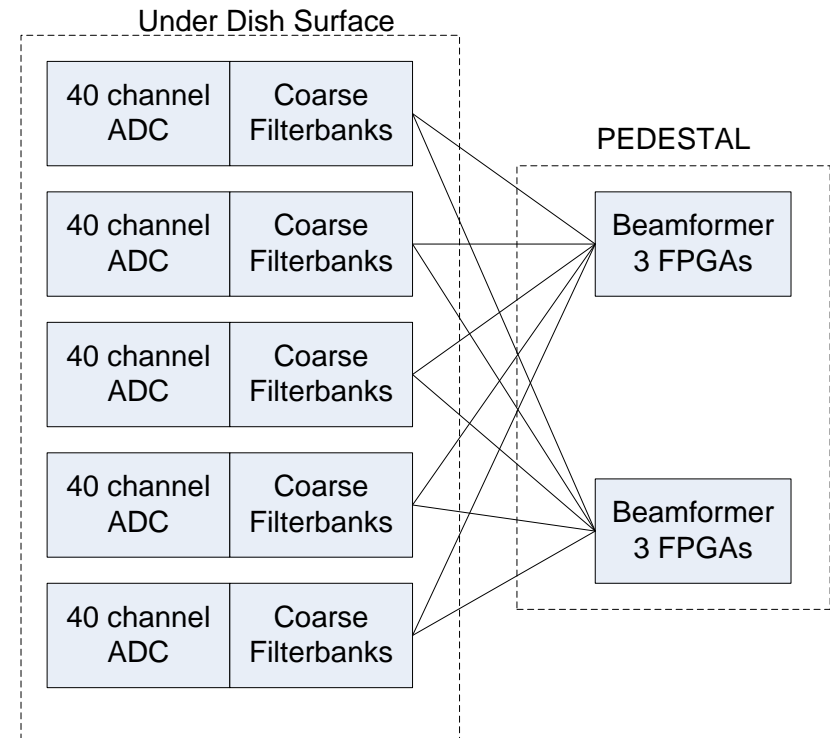 Under Dish Surface
40 channel
ADC
Coarse
Filterbanks
40 channel
ADC
Coarse
Filterbanks
40 channel
ADC
Coarse
Filterbanks
40 channel
ADC
Coarse
Filterbanks
40 channel
ADC
Coarse
Filterbanks
PEDESTAL
Beamformer
3 FPGAs
Beamformer
3 FPGAs